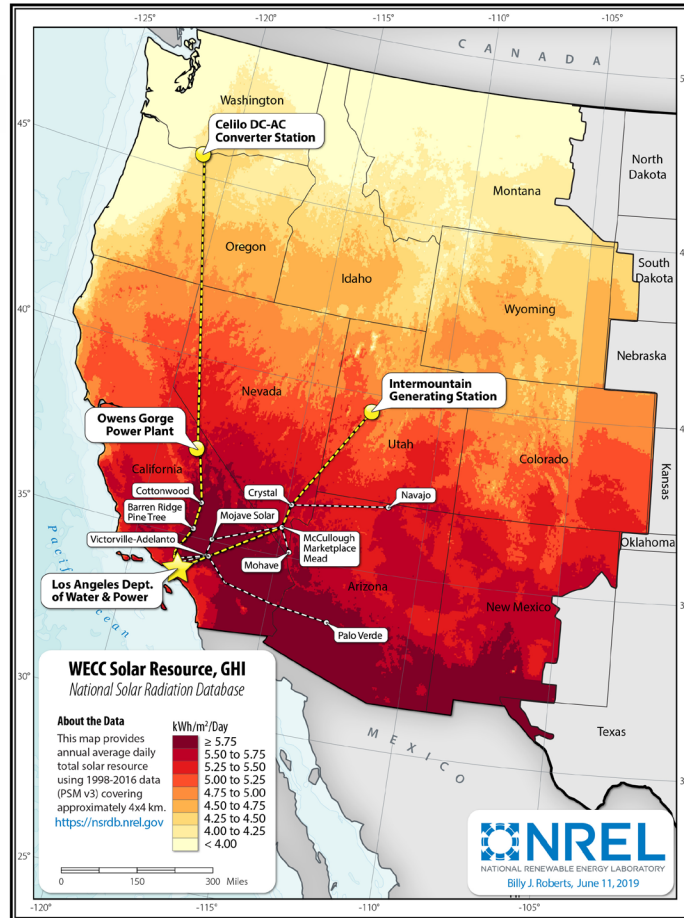 -125°
-120°
-115°
-110°
-105°
CANADA
45°
40°
35°
30°
25°
-120°
-115°
-110°
-105°
Washington
Celilo DC-AC
Converter Station
Montana
North
Dakota
Oregon
Idaho
South
Dakota
Wyoming
Nebraska
Nevada
Intermountain
Generating Station
Owens Gorge
Power Plant
Utah
Colorado
Kansas
California
Cottonwood
Crystal
Navajo
Barren Ridge
Pine Tree
Mojave Solar
Victorville-Adelanto
McCullough
Marketplace
Mead
Oklahoma
Mohave
Los Angeles Dept.
of Water & Power
Arizona
New Mexico
Palo Verde
pacific ocean
MEXICO
Texas
WECC Solar Resource, GHI
National Solar Radiation Database
About the Data
This map provides
annual average daily
total solar resource
using 1998-2016 data
(PSM v3) covering
approximately 4x4 km.
https://nsrdb.nrel.gov
kWh/m²/Day
≥ 5.75
5.50 to 5.75
5.25 to 5.50
5.00 to 5.25
4.75 to 5.00
4.50 to 4.75
4.25 to 4.50
4.00 to 4.25
< 4.00
0 150 300 Miles
NREL
NATIONAL RENEWABLE ENERGY LABORATORY
Billy J. Roberts, June 11, 2019